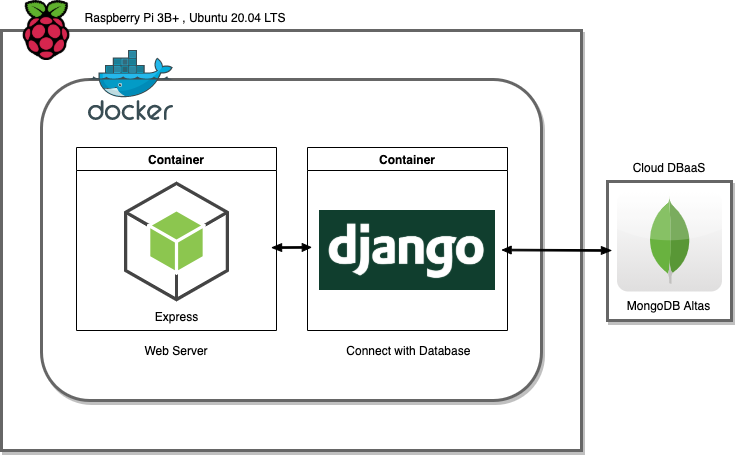 Raspberry Pi 3B+ , Ubuntu 20.04 LTS
docker
Container
Express
Web Server
Container
django
Connect with Database
Cloud DBaaS
MongoDB Altas